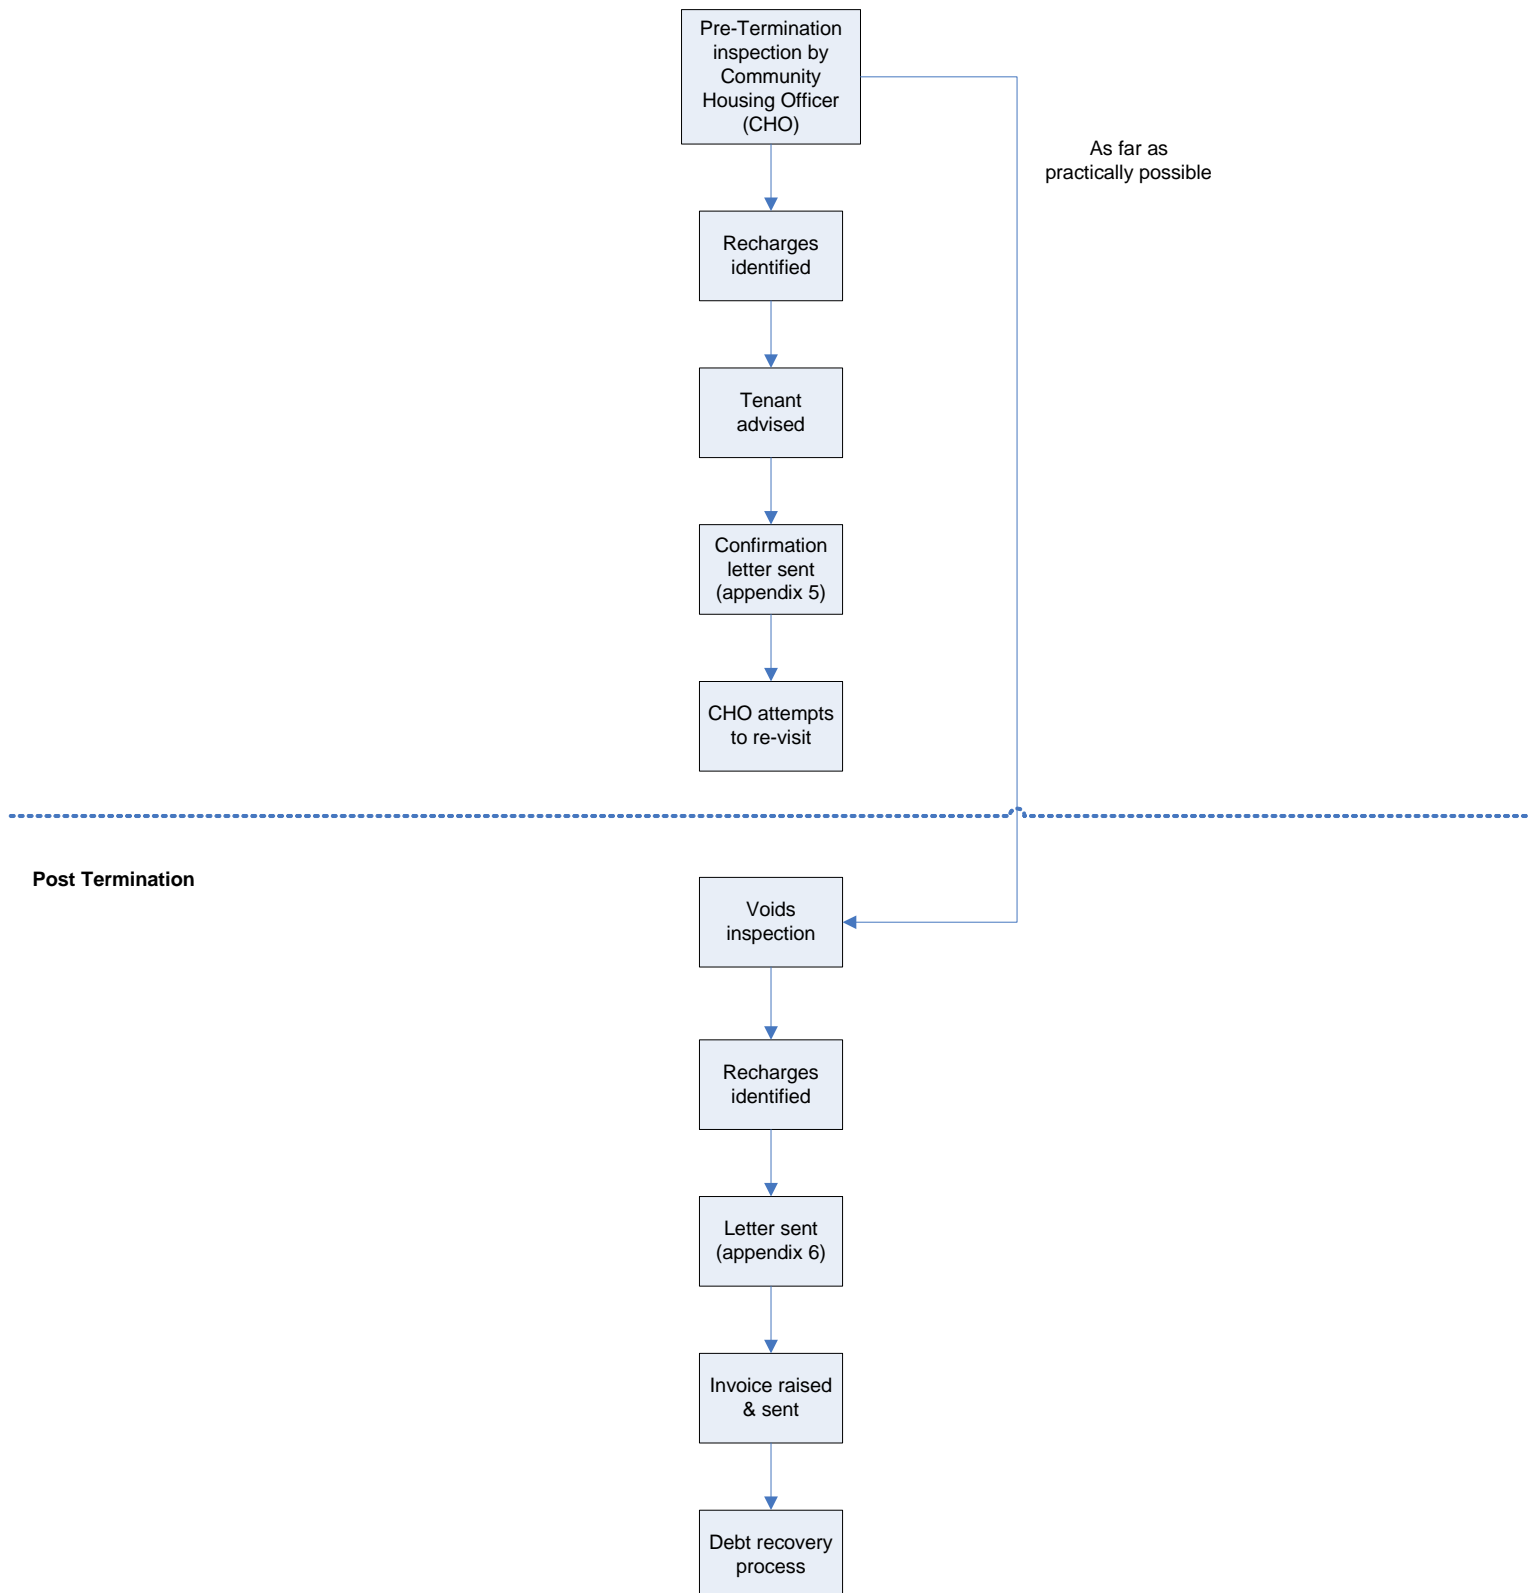 Pre-Termination
inspection by
Community
Housing Officer
(CHO)
As far as
practically possible
Recharges
identified
Tenant
advised
Confirmation
letter sent
(appendix 5)
CHO attempts
to re-visit
Post Termination
Voids
inspection
Recharges
identified
Letter sent
(appendix 6)
Invoice raised
& sent
Debt recovery
process